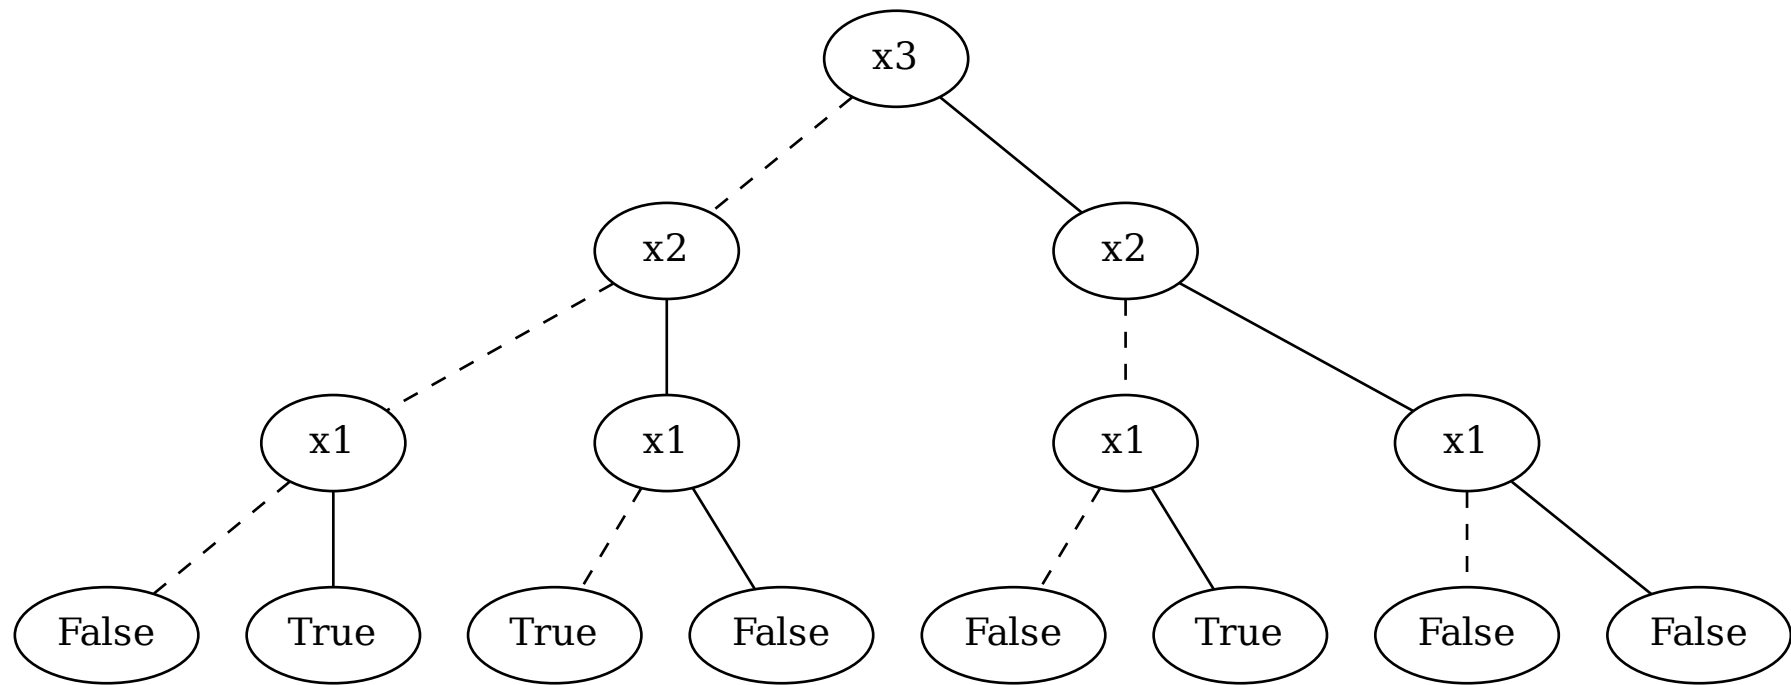 x3
x2 x2
x1 x1 x1 x1
False True True False False True False False